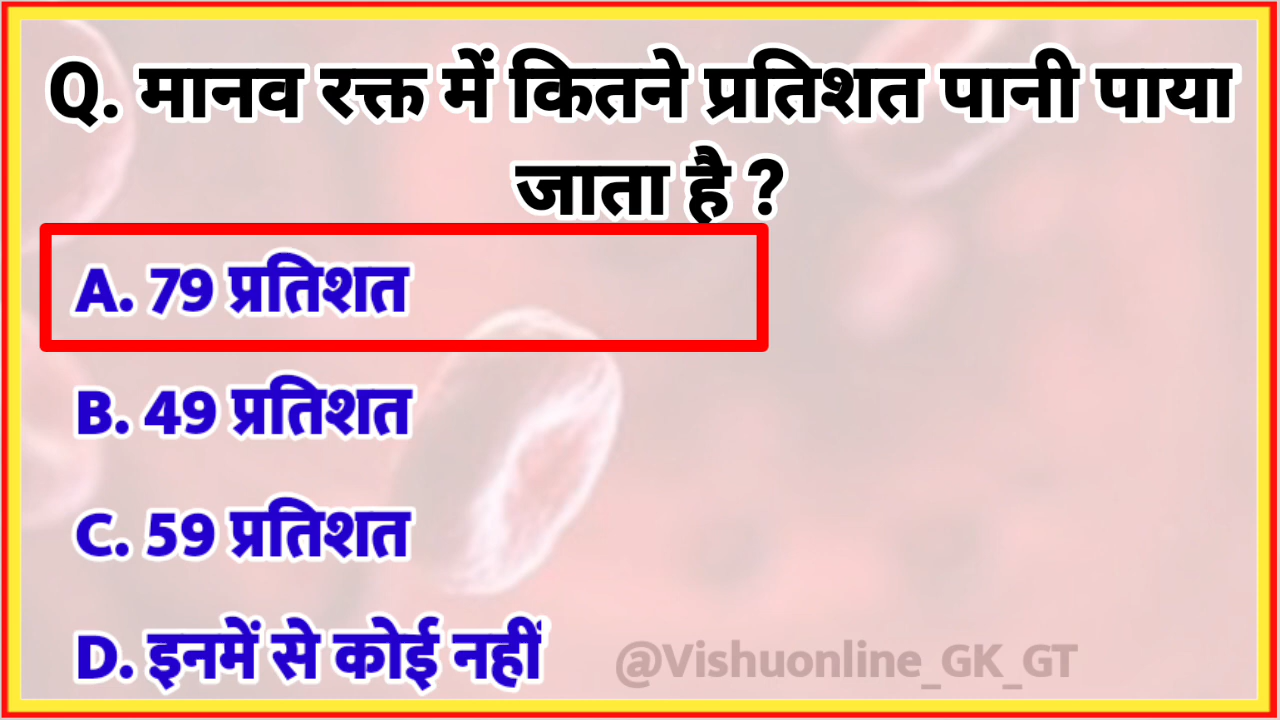 Q. मानव रक्त में कितने प्रतिशत पानी पाया
जाता है ?
A. 79 प्रतिशत
B. 49 प्रतिशत
C. 59 प्रतिशत
D. इनमें से कोई नहीं
@Vishuonline_GK_GT